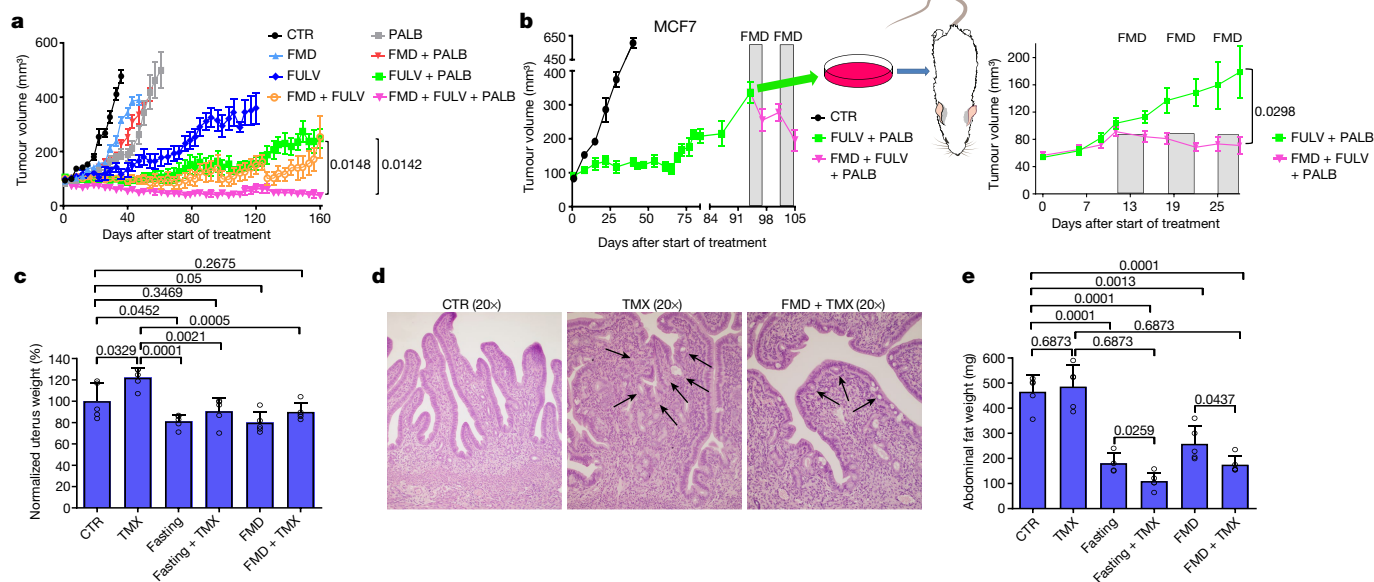 a
Tumour volume (mm³)
600
400
200
0
0 40 80 120 160
Days after start of treatment
CTR
FMD
FULV
FMD + FULV
PALB
FMD + PALB
FULV + PALB
FMD + FULV + PALB
0.0148
0.0142
b
MCF7
Tumour volume (mm³)
650
450
400
300
200
100
0
0 25 50 75 84 91 98 105
Days after start of treatment
FMD FMD
CTR
FULV + PALB
FMD + FULV
+ PALB
Tumour volume (mm³)
200
160
120
80
40
0
0 7 13 19 25
Days after start of treatment
FMD FMD FMD
0.0298
FULV + PALB
FMD + FULV
+ PALB
c
0.2675
0.05
0.3469
0.0452
0.0005
0.0021
0.0329
0.0001
Normalized uterus weight (%)
140
120
100
80
60
40
20
0
CTR
TMX
Fasting
Fasting + TMX
FMD
FMD + TMX
d
CTR (20×)
TMX (20×)
FMD + TMX (20×)
e
0.0001
0.0013
0.0001
0.0001
0.6873
0.6873
0.6873
0.0437
0.0259
Abdominal fat weight (mg)
600
500
400
300
200
100
0
CTR
TMX
Fasting
Fasting + TMX
FMD
FMD + TMX